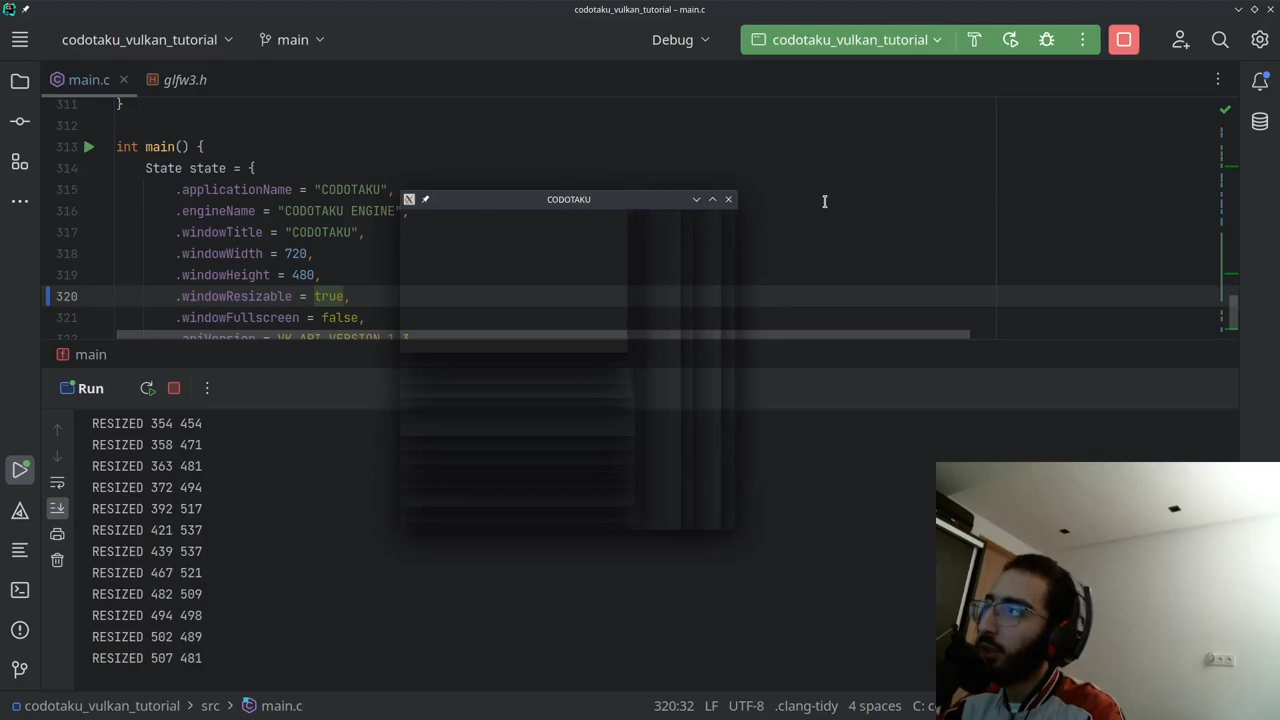 codotaku_vulkan_tutorial – main.c
codotaku_vulkan_tutorial
main
Debug
codotaku_vulkan_tutorial
main.c
glfw3.h
311 }
312
313 int main() {
314 State state = {
315 .applicationName = "CODOTAKU",
316 .engineName = "CODOTAKU ENGINE",
317 .windowTitle = "CODOTAKU",
318 .windowWidth = 720,
319 .windowHeight = 480,
320 .windowResizable = true,
321 .windowFullscreen = false,
322 .apiVersion = VK_API_VERSION_1_3
CODOTAKU
main
Run
RESIZED 354 454
RESIZED 358 471
RESIZED 363 481
RESIZED 372 494
RESIZED 392 517
RESIZED 421 537
RESIZED 439 537
RESIZED 467 521
RESIZED 482 509
RESIZED 494 498
RESIZED 502 489
RESIZED 507 481
codotaku_vulkan_tutorial > src > main.c
320:32 LF UTF-8 .clang-tidy 4 spaces C: c